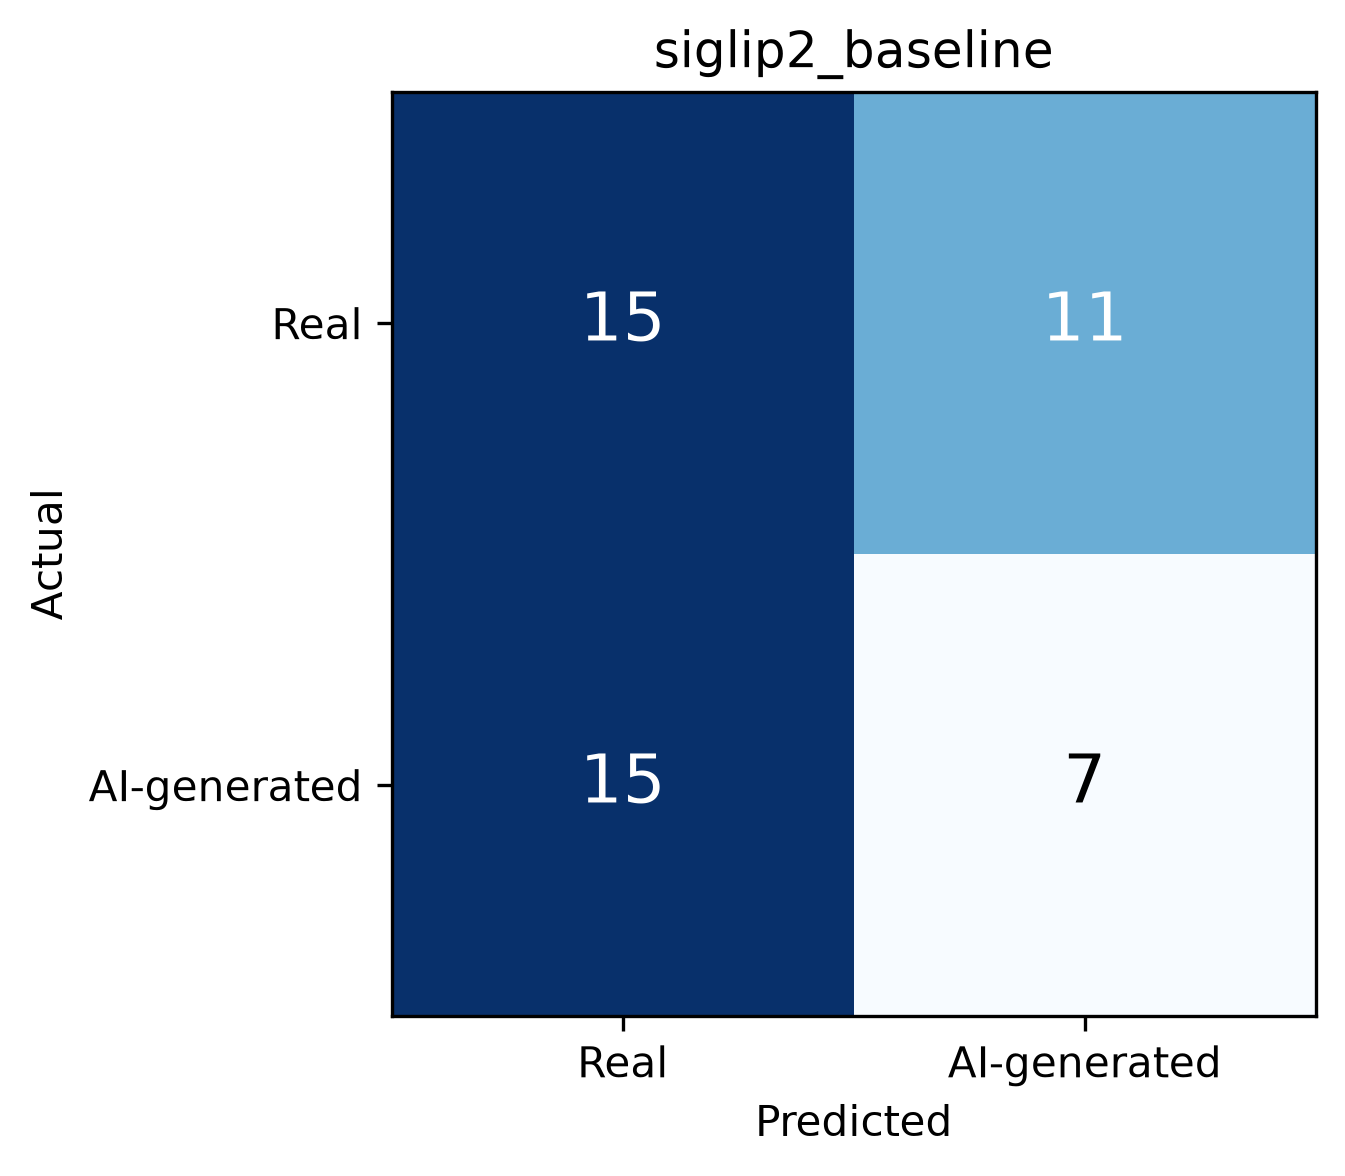 siglip2_baseline
Actual
Real
15 11
AI-generated
15 7
Real AI-generated
Predicted